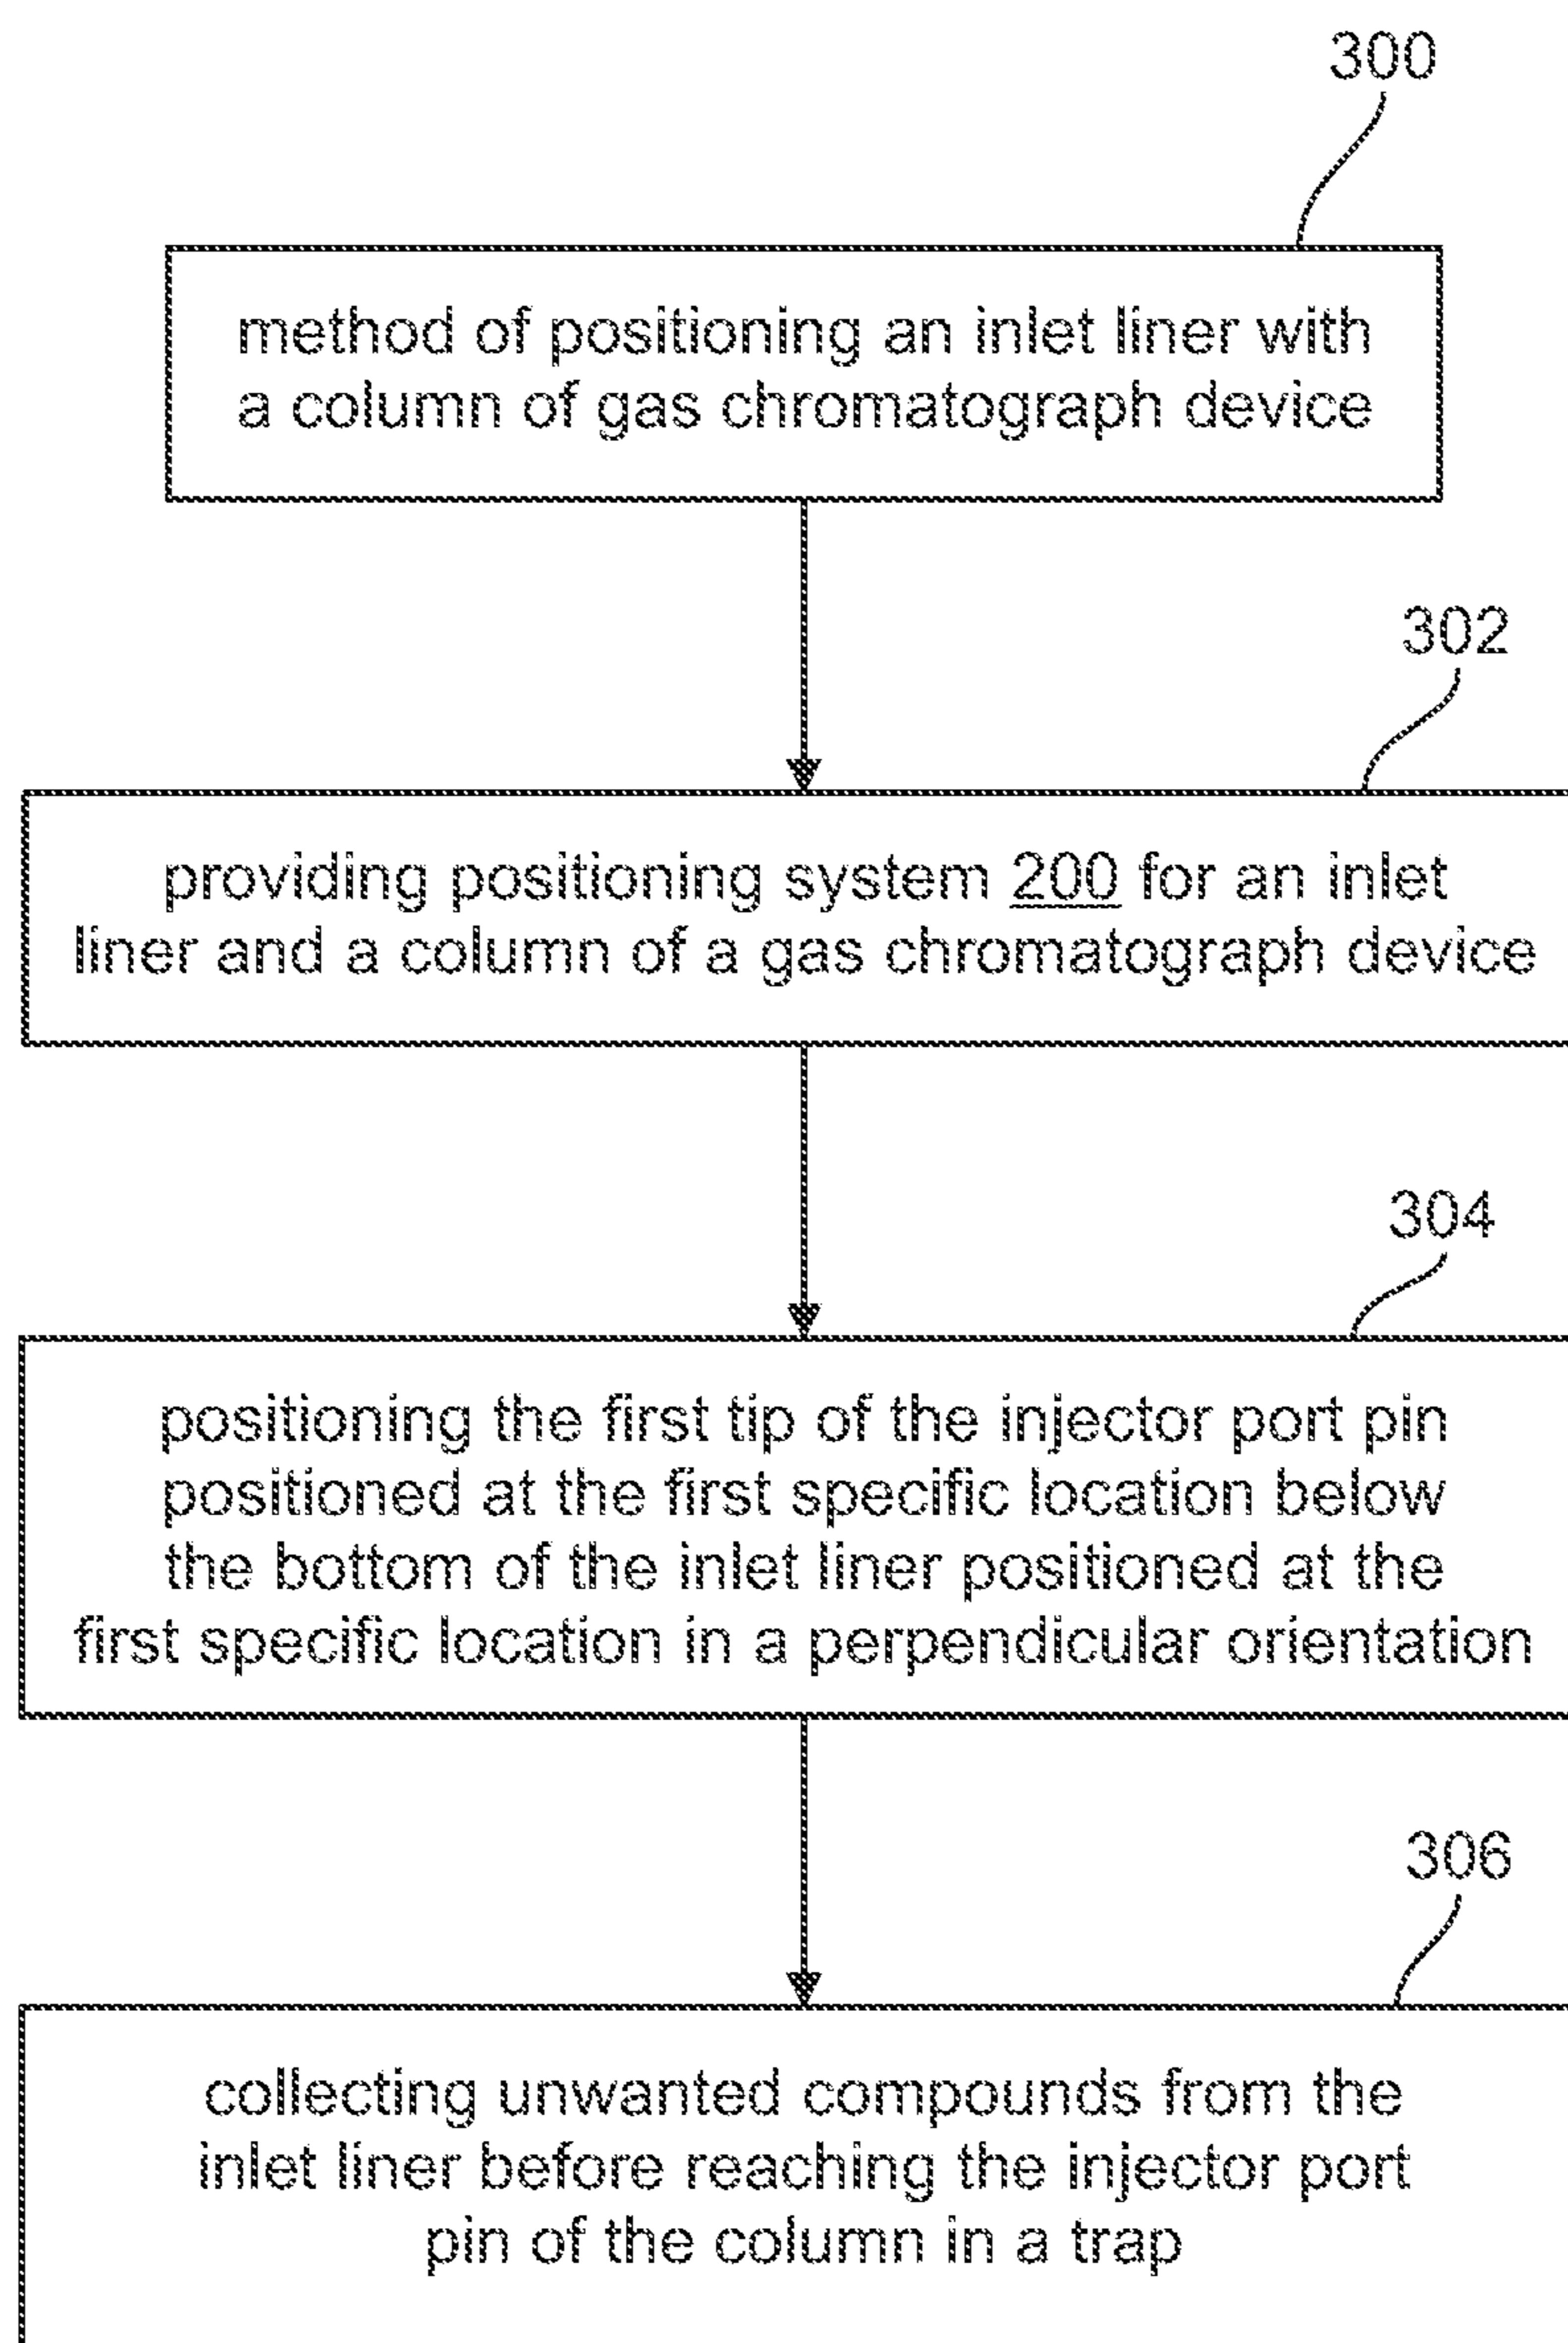 300
method of positioning an inlet liner with
a column of gas chromatograph device
302
providing positioning system 200 for an inlet
liner and a column of a gas chromatograph device
304
positioning the first tip of the injector port pin
positioned at the first specific location below
the bottom of the inlet liner positioned at the
first specific location in a perpendicular orientation
306
collecting unwanted compounds from the
inlet liner before reaching the injector port
pin of the column in a trap